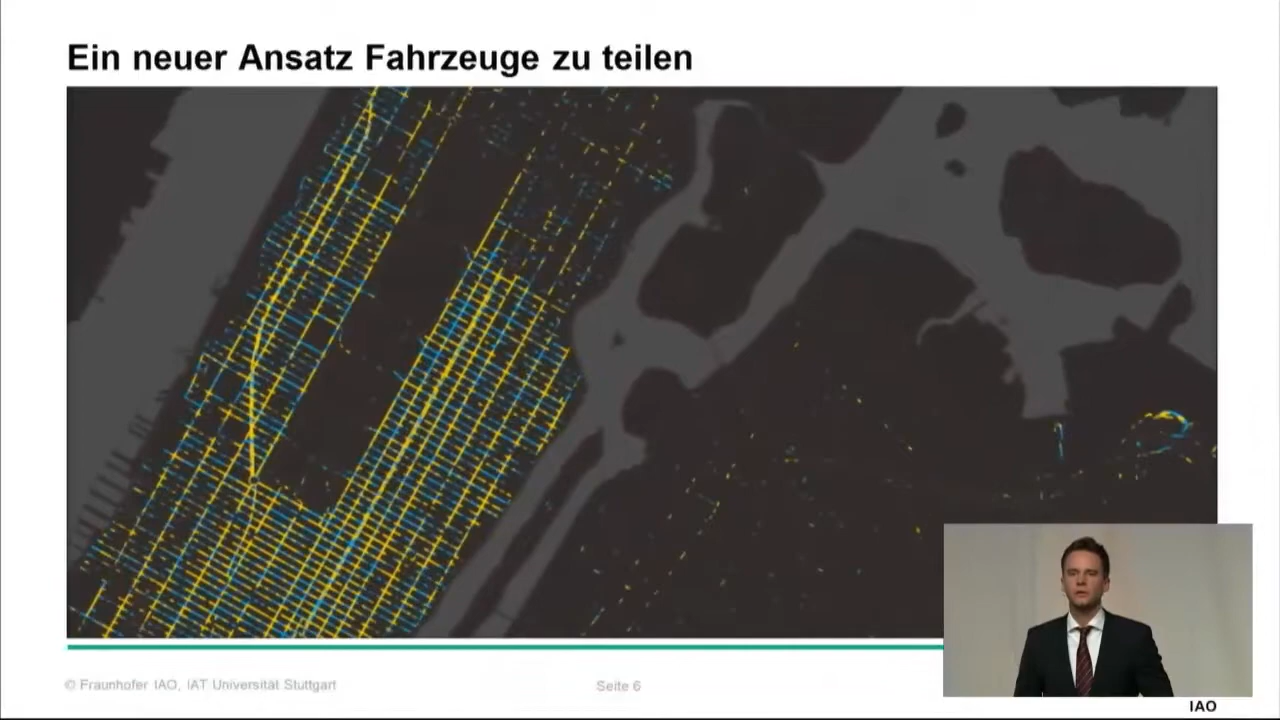 Ein neuer Ansatz Fahrzeuge zu teilen
© Fraunhofer IAO, IAT Universität Stuttgart
Seite 6
IAO